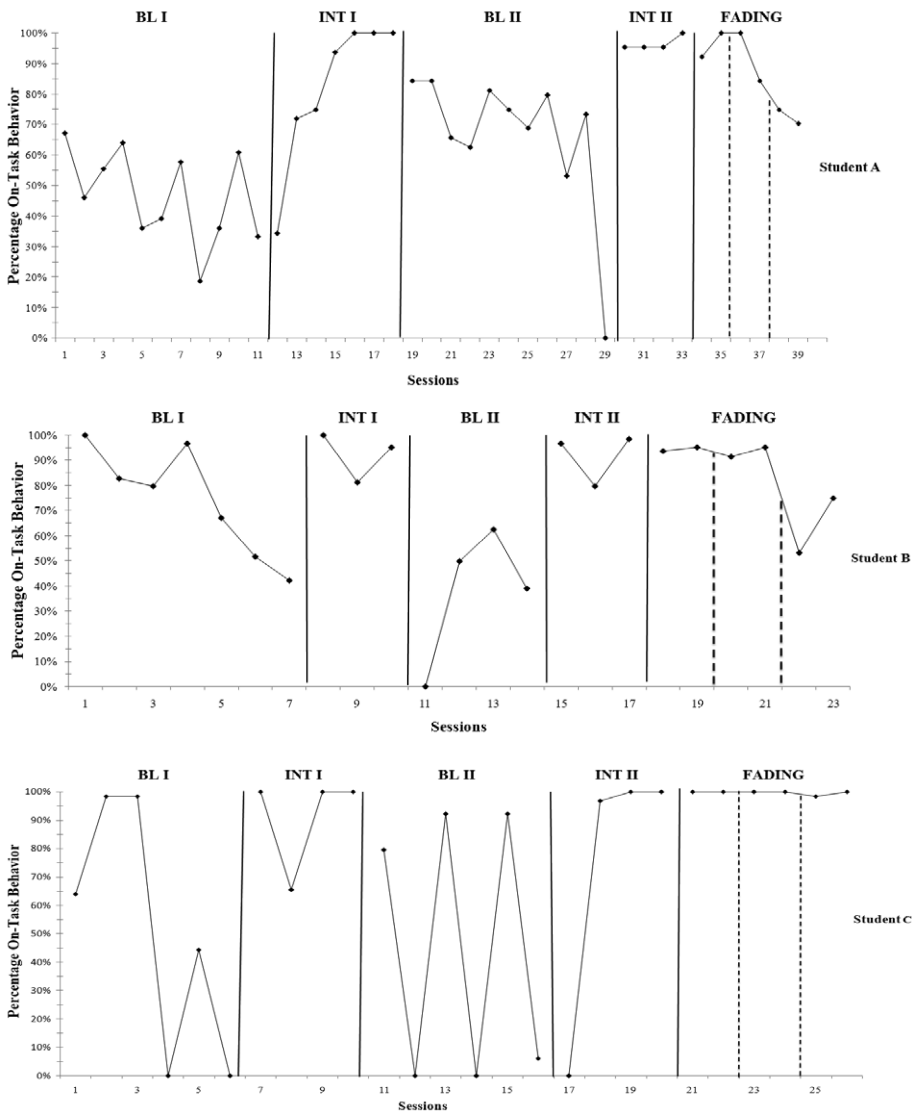 BL I INT I BL II INT II FADING
Percentage On-Task Behavior
100%
90%
80%
70%
60%
50%
40%
30%
20%
10%
0%
Student A
1 3 5 7 9 11 13 15 17 19 21 23 25 27 29 31 33 35 37 39
Sessions
BL I INT I BL II INT II FADING
Percentage On-Task Behavior
100%
90%
80%
70%
60%
50%
40%
30%
20%
10%
0%
Student B
1 3 5 7 9 11 13 15 17 19 21 23
Sessions
BL I INT I BL II INT II FADING
Percentage On-Task Behavior
100%
90%
80%
70%
60%
50%
40%
30%
20%
10%
0%
Student C
1 3 5 7 9 11 13 15 17 19 21 23 25
Sessions